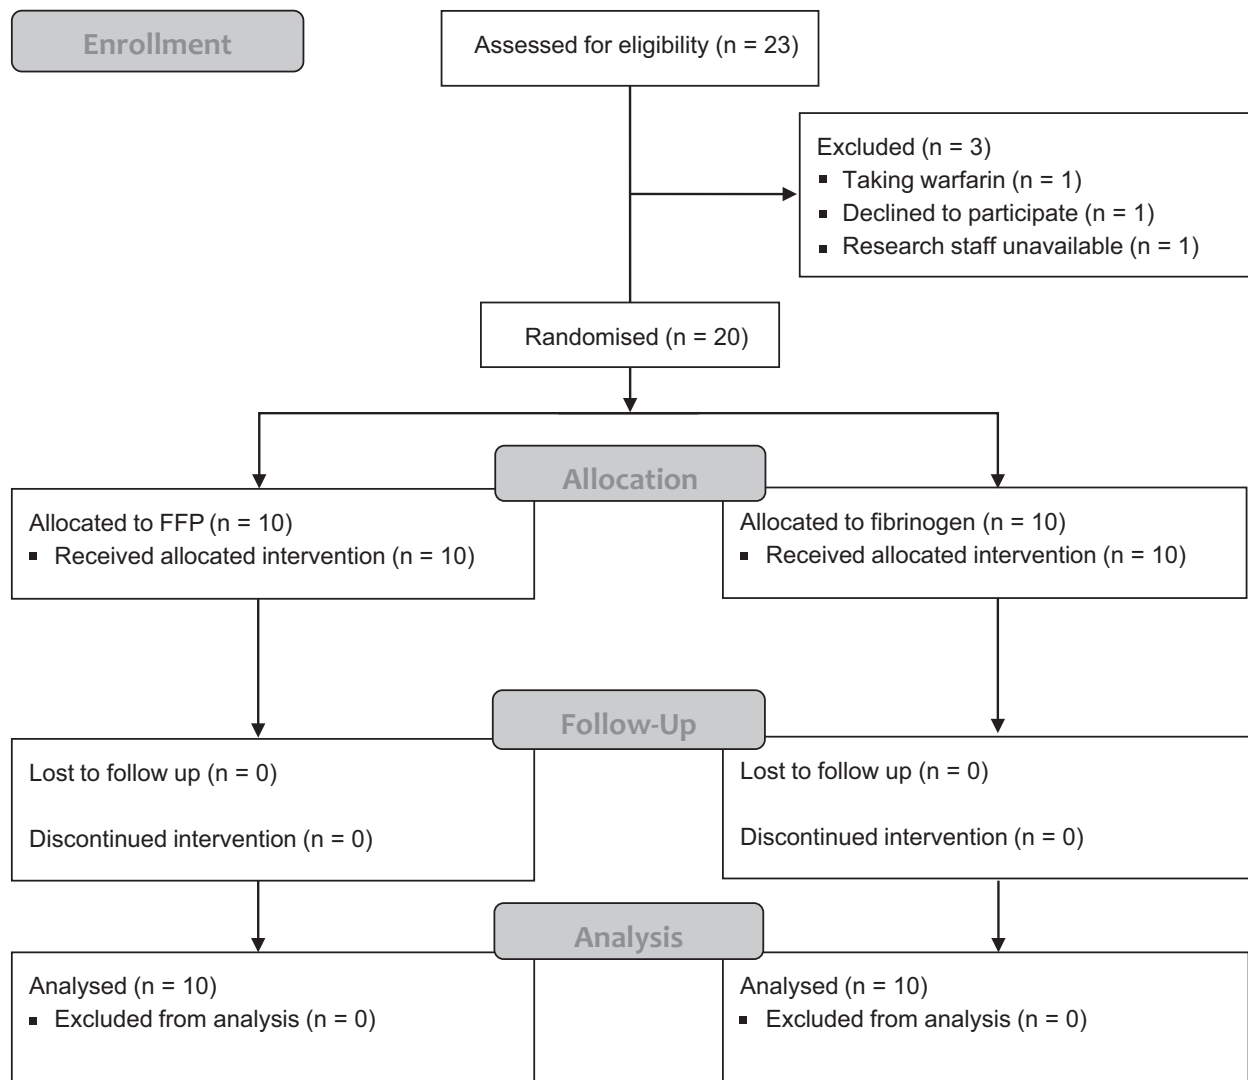 Enrollment
Assessed for eligibility (n = 23)
Excluded (n = 3)
▪ Taking warfarin (n = 1)
▪ Declined to participate (n = 1)
▪ Research staff unavailable (n = 1)
Randomised (n = 20)
Allocation
Allocated to FFP (n = 10)
▪ Received allocated intervention (n = 10)
Allocated to fibrinogen (n = 10)
▪ Received allocated intervention (n = 10)
Follow-Up
Lost to follow up (n = 0)
Discontinued intervention (n = 0)
Lost to follow up (n = 0)
Discontinued intervention (n = 0)
Analysis
Analysed (n = 10)
▪ Excluded from analysis (n = 0)
Analysed (n = 10)
▪ Excluded from analysis (n = 0)